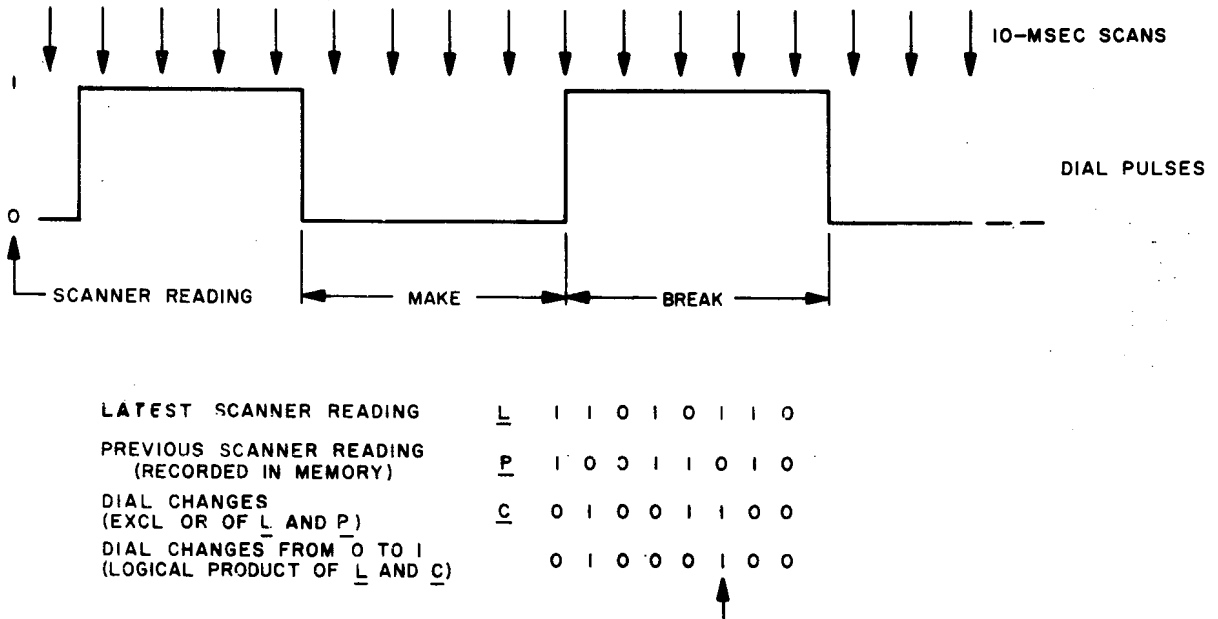 10-MSEC SCANS
1
DIAL PULSES
0
SCANNER READING
MAKE
BREAK
LATEST SCANNER READING L 1 1 0 1 0 1 1 0
PREVIOUS SCANNER READING
(RECORDED IN MEMORY) P 1 0 0 1 1 0 1 0
DIAL CHANGES
(EXCL OR OF L AND P) C 0 1 0 0 1 1 0 0
DIAL CHANGES FROM 0 TO 1
(LOGICAL PRODUCT OF L AND C) 0 1 0 0 0 1 0 0